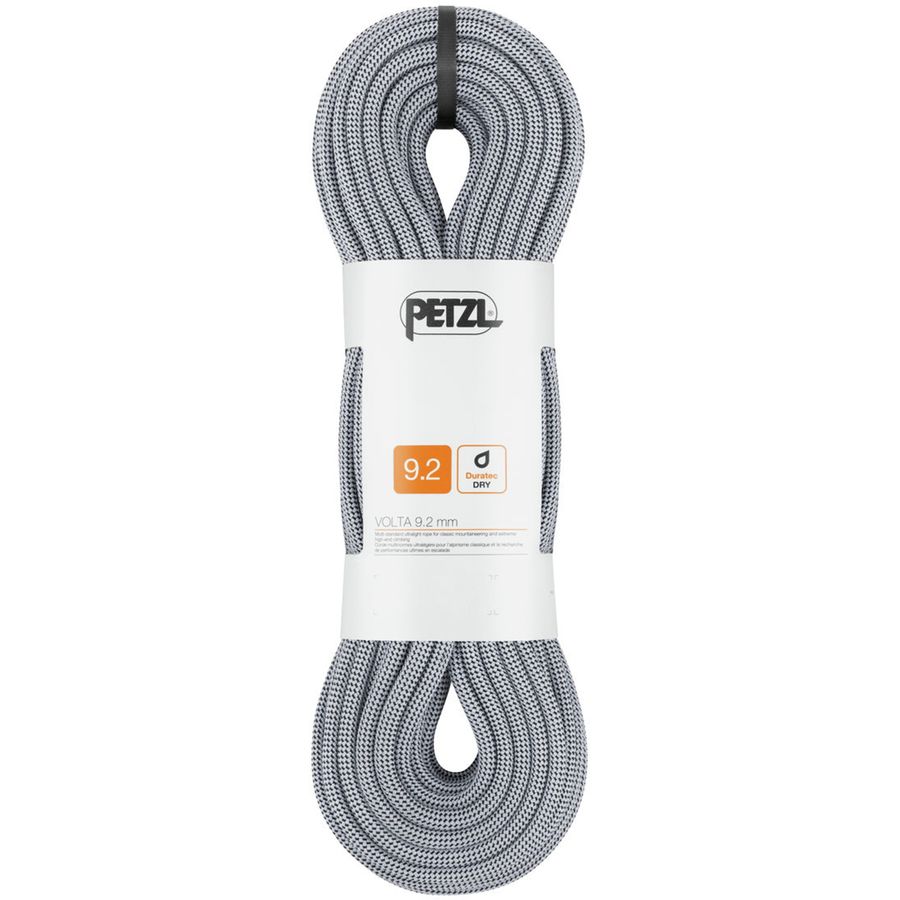 PETZL®
9.2
Duratec
DRY
VOLTA 9.2 mm
Multi-standard ultralight rope for classic mountaineering and extreme
high-end climbing
Corde multinormes ultralégère pour l'alpinisme classique et la recherche
de performances ultimes en escalade